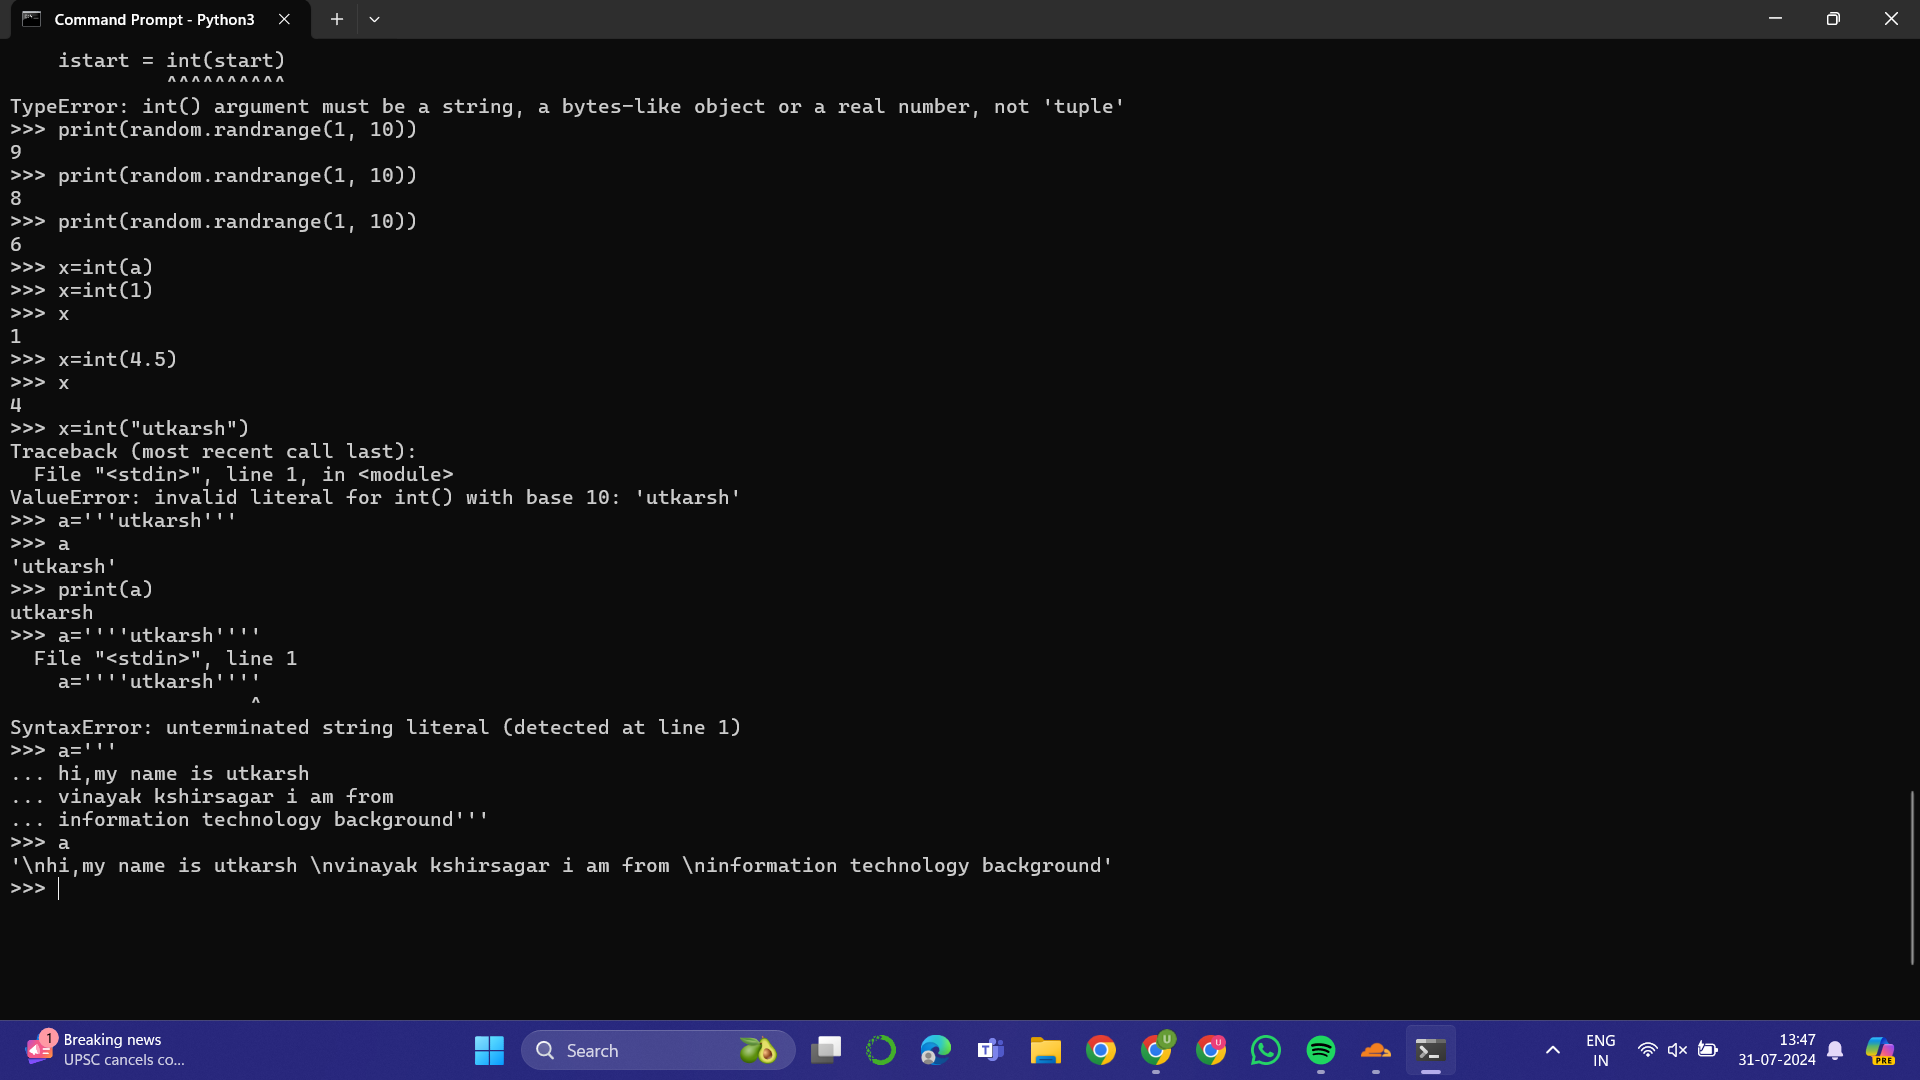 Command Prompt - Python3
istart = int(start)
^^^^^^^^^^
TypeError: int() argument must be a string, a bytes-like object or a real number, not 'tuple'
>>> print(random.randrange(1, 10))
9
>>> print(random.randrange(1, 10))
8
>>> print(random.randrange(1, 10))
6
>>> x=int(a)
>>> x=int(1)
>>> x
1
>>> x=int(4.5)
>>> x
4
>>> x=int("utkarsh")
Traceback (most recent call last):
  File "<stdin>", line 1, in <module>
ValueError: invalid literal for int() with base 10: 'utkarsh'
>>> a='''utkarsh'''
>>> a
'utkarsh'
>>> print(a)
utkarsh
>>> a=''''utkarsh''''
  File "<stdin>", line 1
    a=''''utkarsh''''
                    ^
SyntaxError: unterminated string literal (detected at line 1)
>>> a='''
... hi,my name is utkarsh
... vinayak kshirsagar i am from
... information technology background'''
>>> a
'\nhi,my name is utkarsh \nvinayak kshirsagar i am from \ninformation technology background'
>>>
1
Breaking news
UPSC cancels co...
Search
T
U
U
ENG
IN
13:47
31-07-2024
PRE